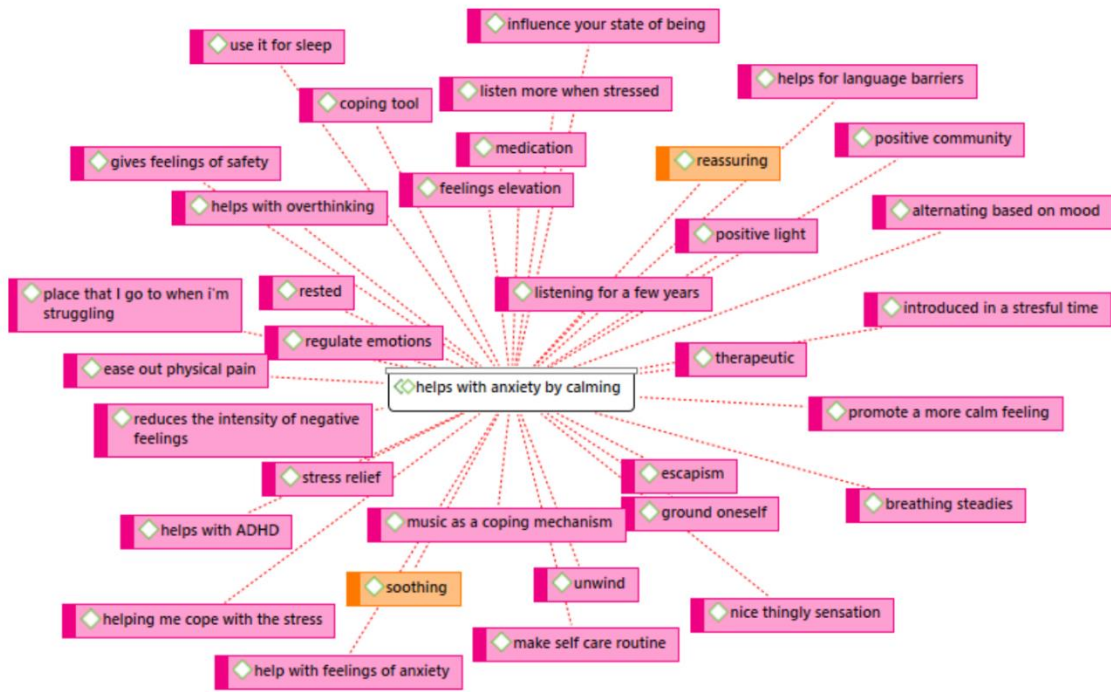 influence your state of being
use it for sleep
helps for language barriers
listen more when stressed
coping tool
positive community
medication
reassuring
gives feelings of safety
feelings elevation
helps with overthinking
alternating based on mood
positive light
place that I go to when i'm
struggling
rested
listening for a few years
introduced in a stresful time
regulate emotions
therapeutic
ease out physical pain
helps with anxiety by calming
promote a more calm feeling
reduces the intensity of negative
feelings
stress relief
escapism
breathing steadies
ground oneself
music as a coping mechanism
helps with ADHD
soothing
unwind
nice thingly sensation
helping me cope with the stress
make self care routine
help with feelings of anxiety